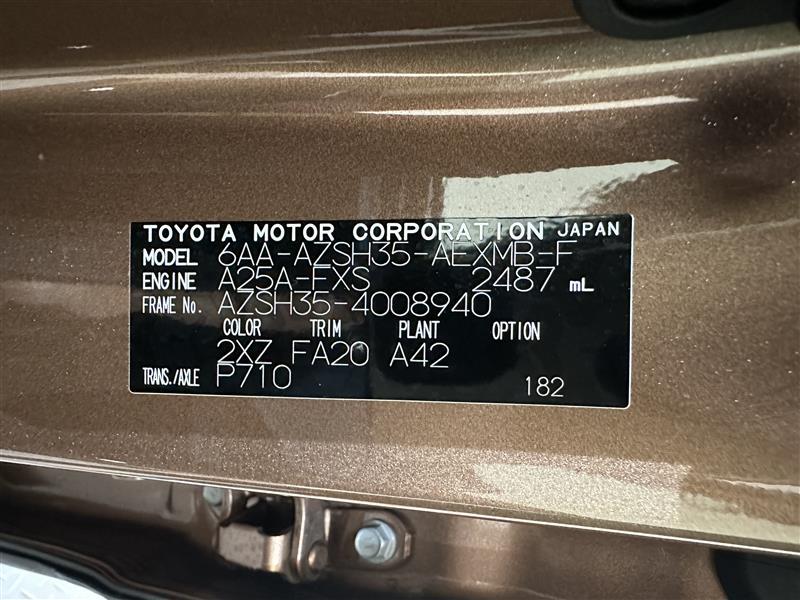 TOYOTA MOTOR CORPORATION JAPAN
MODEL 6AA-AZSH35-AEXMB-F
ENGINE A25A-FXS 2487 mL
FRAME No. AZSH35-4008940
COLOR TRIM PLANT OPTION
2XZ FA20 A42
TRANS./AXLE P710 182